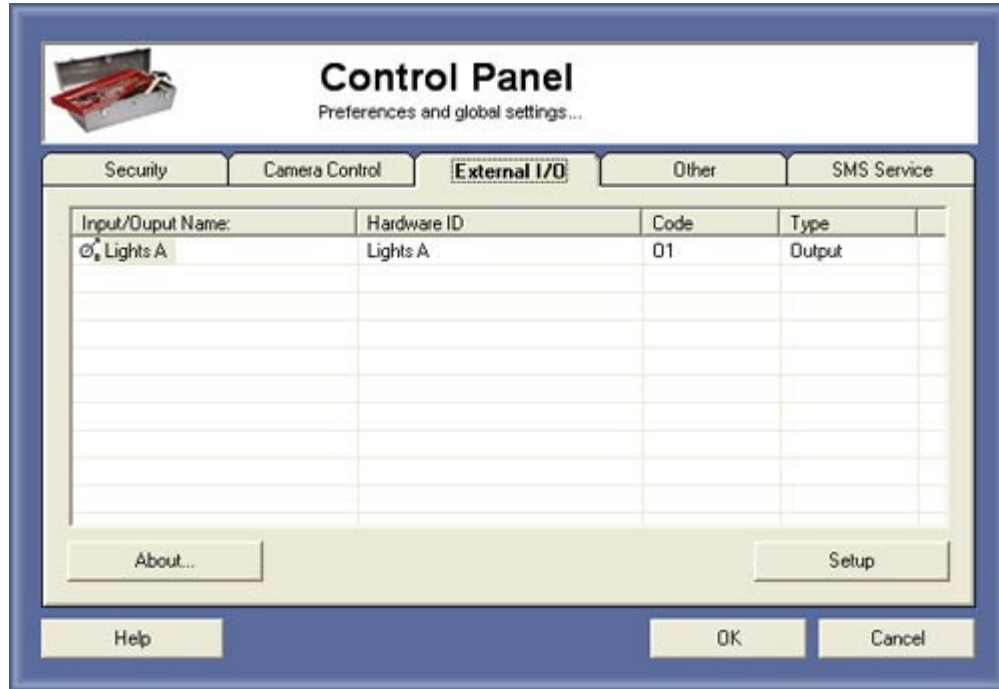 Control Panel
Preferences and global settings...
Security Camera Control External I/O Other SMS Service
Input/Ouput Name: Hardware ID Code Type
Lights A Lights A O1 Output
About... Setup
Help OK Cancel